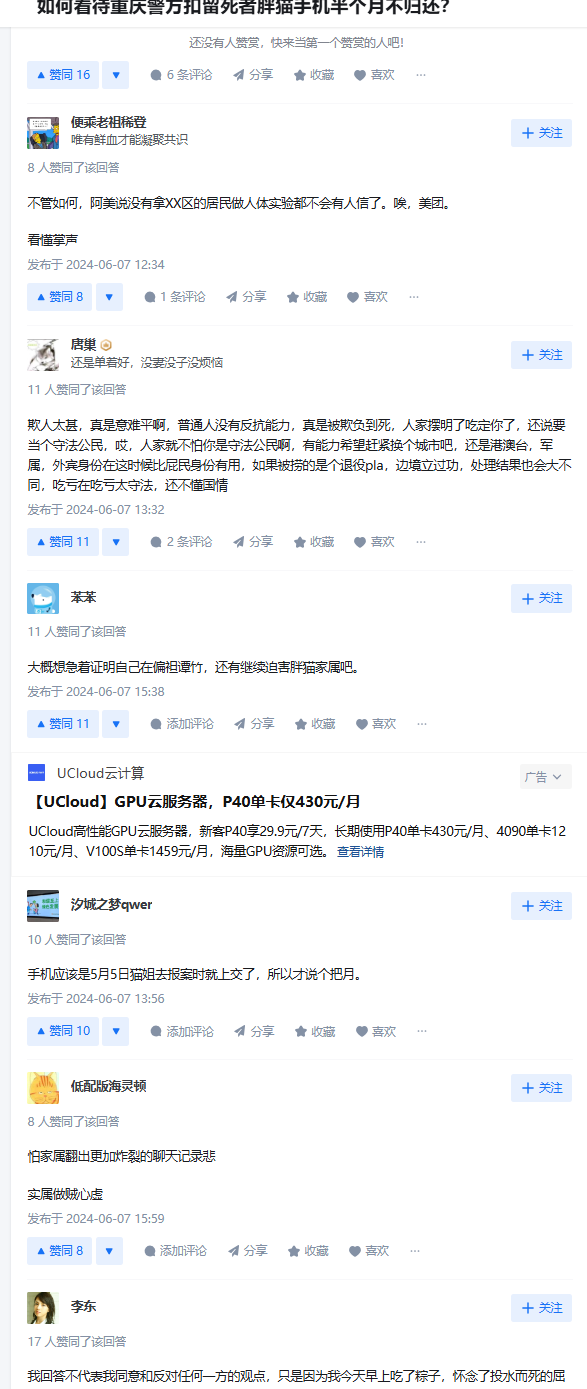 如何看待重庆警方扣留死者胖猫手机半个月不归还？
还没有人赞赏，快来当第一个赞赏的人吧！
赞同 16
6 条评论
分享
收藏
喜欢
便乘老祖稀登
唯有鲜血才能凝聚共识
关注
8 人赞同了该回答
不管如何，阿美说没有拿XX区的居民做人体实验都不会有人信了。唉，美团。
看懂掌声
发布于 2024-06-07 12:34
赞同 8
1 条评论
分享
收藏
喜欢
唐巢
还是单着好，没妻没子没烦恼
关注
11 人赞同了该回答
欺人太甚，真是意难平啊，普通人没有反抗能力，真是被欺负到死，人家摆明了吃定你了，还说要
当个守法公民，哎，人家就不怕你是守法公民啊，有能力希望赶紧换个城市吧，还是港澳台，军
属，外宾身份在这时候比屁民身份有用，如果被捞的是个退役pla，边境立过功，处理结果也会大不
同，吃亏在吃亏太守法，还不懂国情
发布于 2024-06-07 13:32
赞同 11
2 条评论
分享
收藏
喜欢
苯苯
关注
11 人赞同了该回答
大概想急着证明自己在偏袒谭竹，还有继续迫害胖猫家属吧。
发布于 2024-06-07 15:38
赞同 11
添加评论
分享
收藏
喜欢
UCloud云计算
广告
【UCloud】GPU云服务器，P40单卡仅430元/月
UCloud高性能GPU云服务器，新客P40享29.9元/7天，长期使用P40单卡430元/月、4090单卡12
10元/月、V100S单卡1459元/月，海量GPU资源可选。 查看详情
汐城之梦qwer
关注
10 人赞同了该回答
手机应该是5月5日猫姐去报案时就上交了，所以才说个把月。
发布于 2024-06-07 13:56
赞同 10
添加评论
分享
收藏
喜欢
低配版海灵顿
关注
8 人赞同了该回答
怕家属翻出更加炸裂的聊天记录悲
实属做贼心虚
发布于 2024-06-07 15:59
赞同 8
添加评论
分享
收藏
喜欢
李东
关注
17 人赞同了该回答
我回答不代表我同意和反对任何一方的观点，只是因为我今天早上吃了粽子，怀念了投水而死的屈